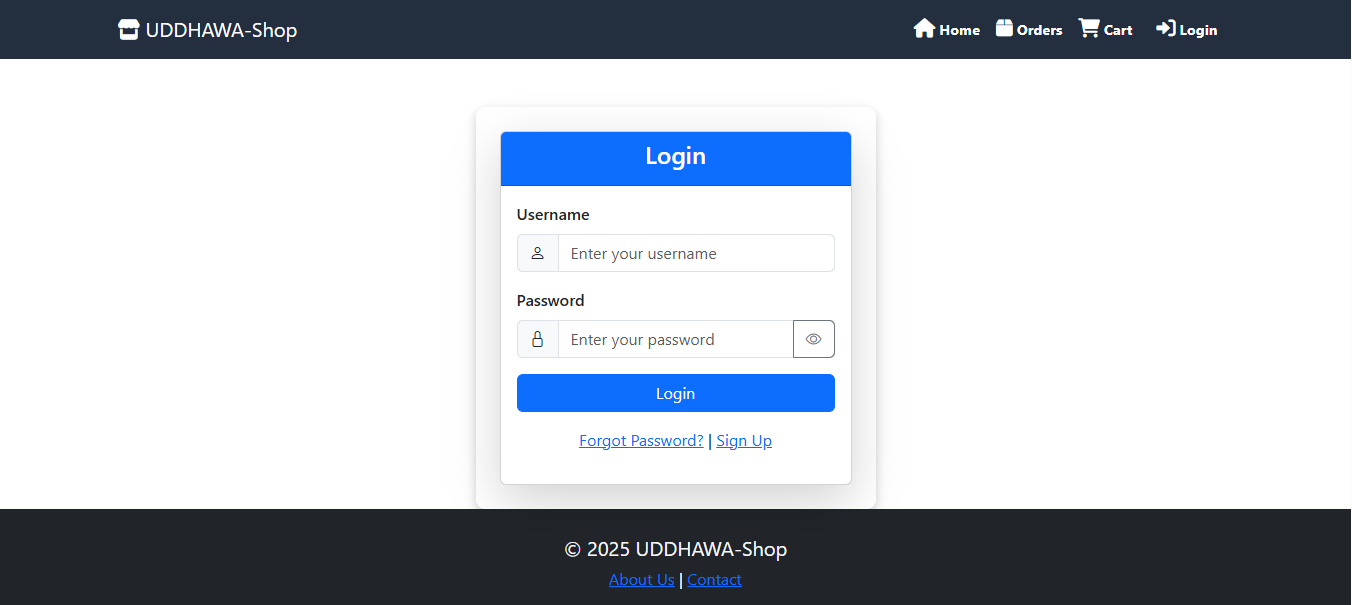 UDDHAWA-Shop Home Orders Cart Login
Login
Username
Enter your username
Password
Enter your password
Login
Forgot Password? | Sign Up
© 2025 UDDHAWA-Shop
About Us | Contact